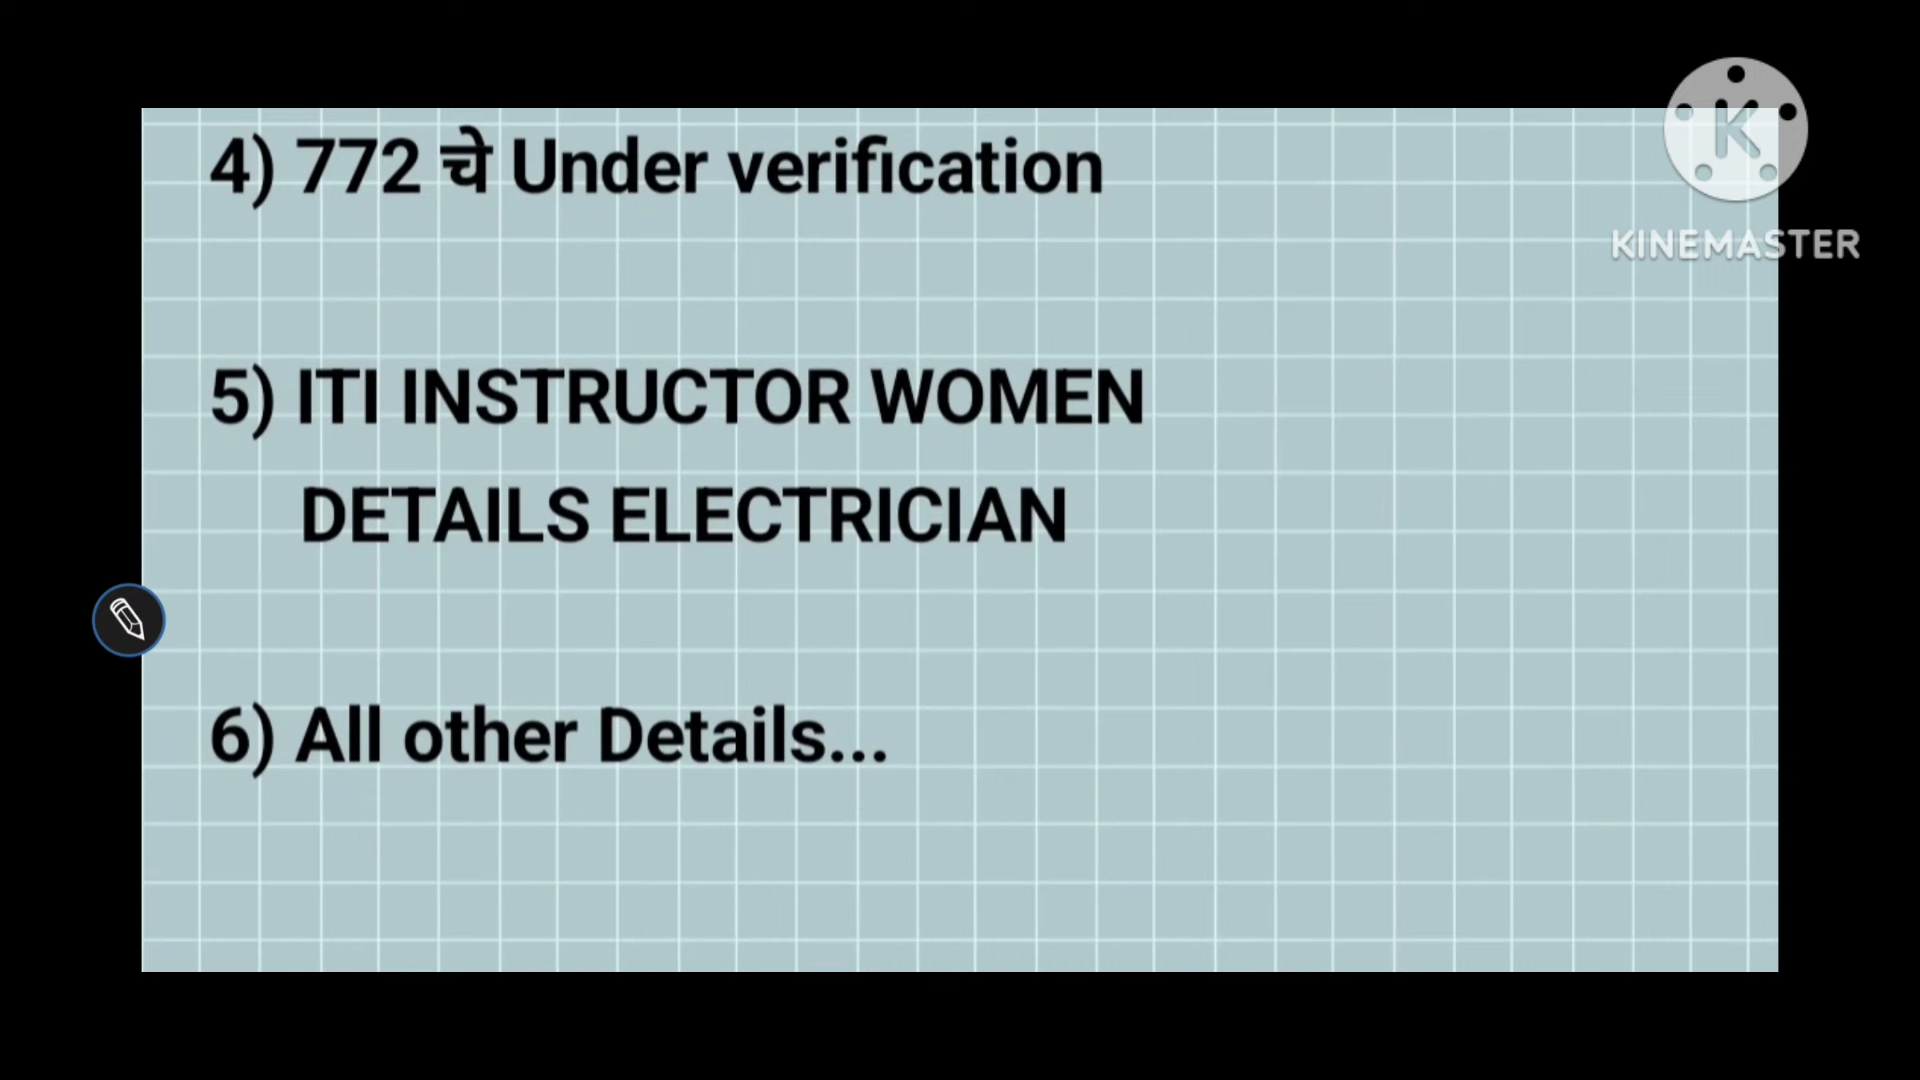 4) 772 चे Under verification
KINEMASTER
5) ITI INSTRUCTOR WOMEN
DETAILS ELECTRICIAN
6) All other Details...